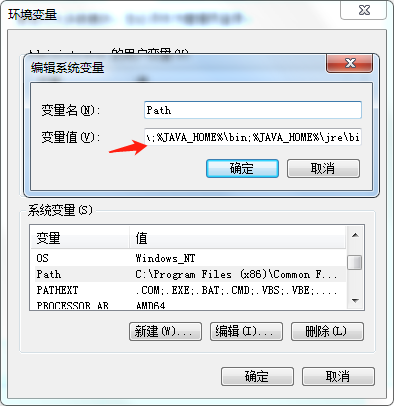 环境变量
的用户变量(U)
编辑系统变量
变量名(N):
Path
变量值(V):
\;%JAVA_HOME%\bin;%JAVA_HOME%\jre\bi
确定
取消
系统变量(S)
变量 值
OS Windows_NT
Path C:\Program Files (x86)\Common F...
PATHEXT .COM;.EXE;.BAT;.CMD;.VBS;.VBE;....
PROCESSOR_AR AMD64
新建(W)... 编辑(I)... 删除(L)
确定 取消